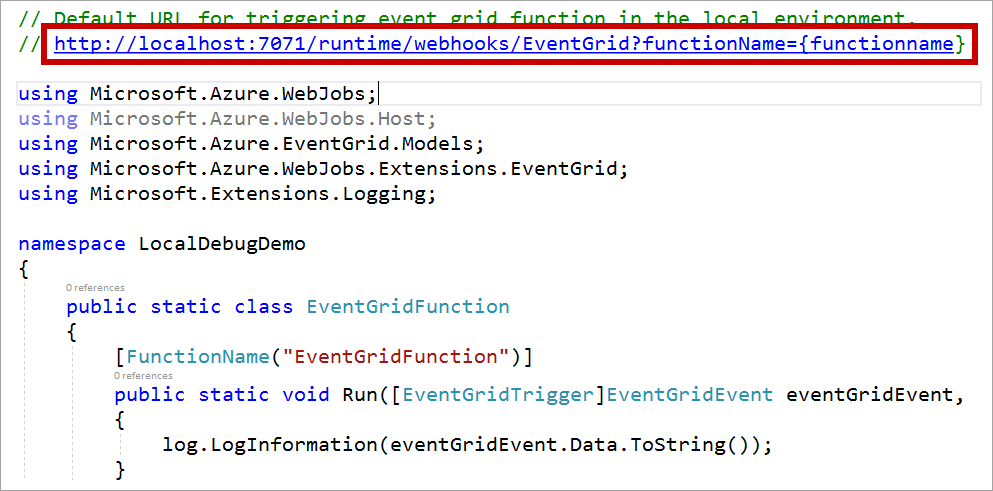 // Default URL for triggering event grid function in the local environment.
// http://localhost:7071/runtime/webhooks/EventGrid?functionName={functionname}
using Microsoft.Azure.WebJobs;
using Microsoft.Azure.WebJobs.Host;
using Microsoft.Azure.EventGrid.Models;
using Microsoft.Azure.WebJobs.Extensions.EventGrid;
using Microsoft.Extensions.Logging;
namespace LocalDebugDemo
{
0 references
public static class EventGridFunction
{
[FunctionName("EventGridFunction")]
0 references
public static void Run([EventGridTrigger]EventGridEvent eventGridEvent,
{
log.LogInformation(eventGridEvent.Data.ToString());
}